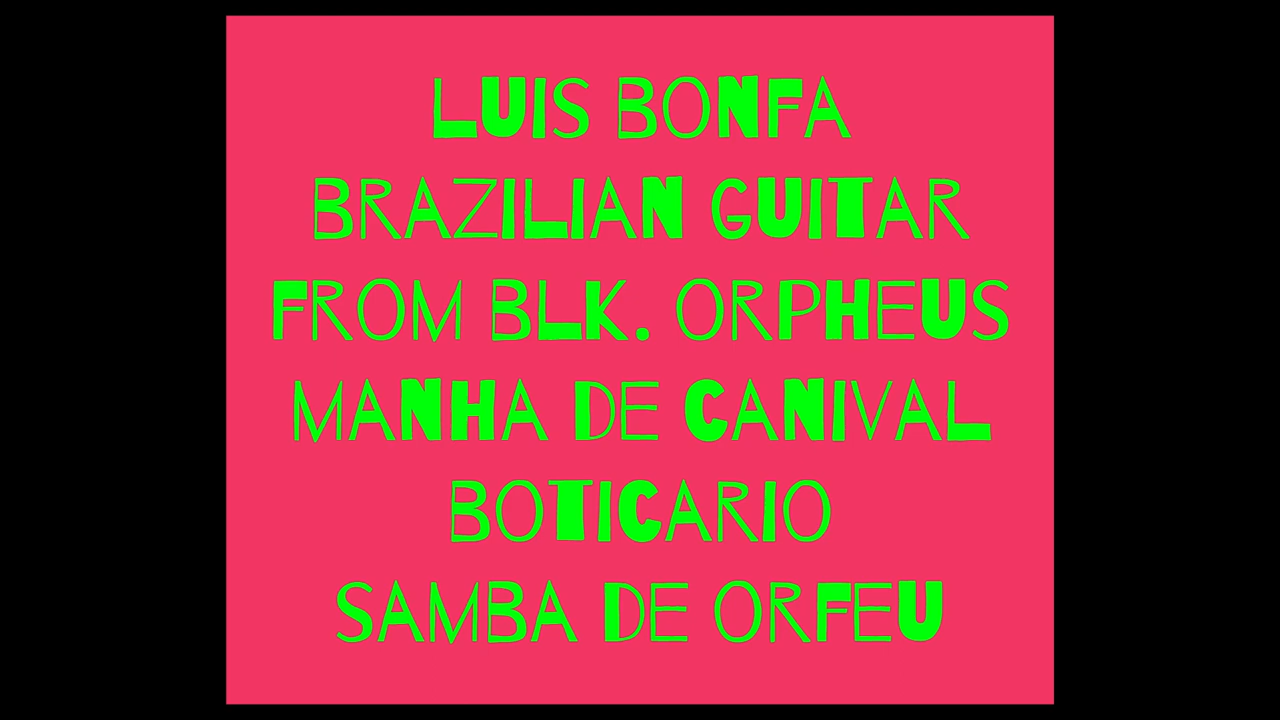 LUIS BONFA
BRAZILIAN GUITAR
FROM BLK. ORPHEUS
MANHA DE CANIVAL
BOTICARIO
SAMBA DE ORFEU